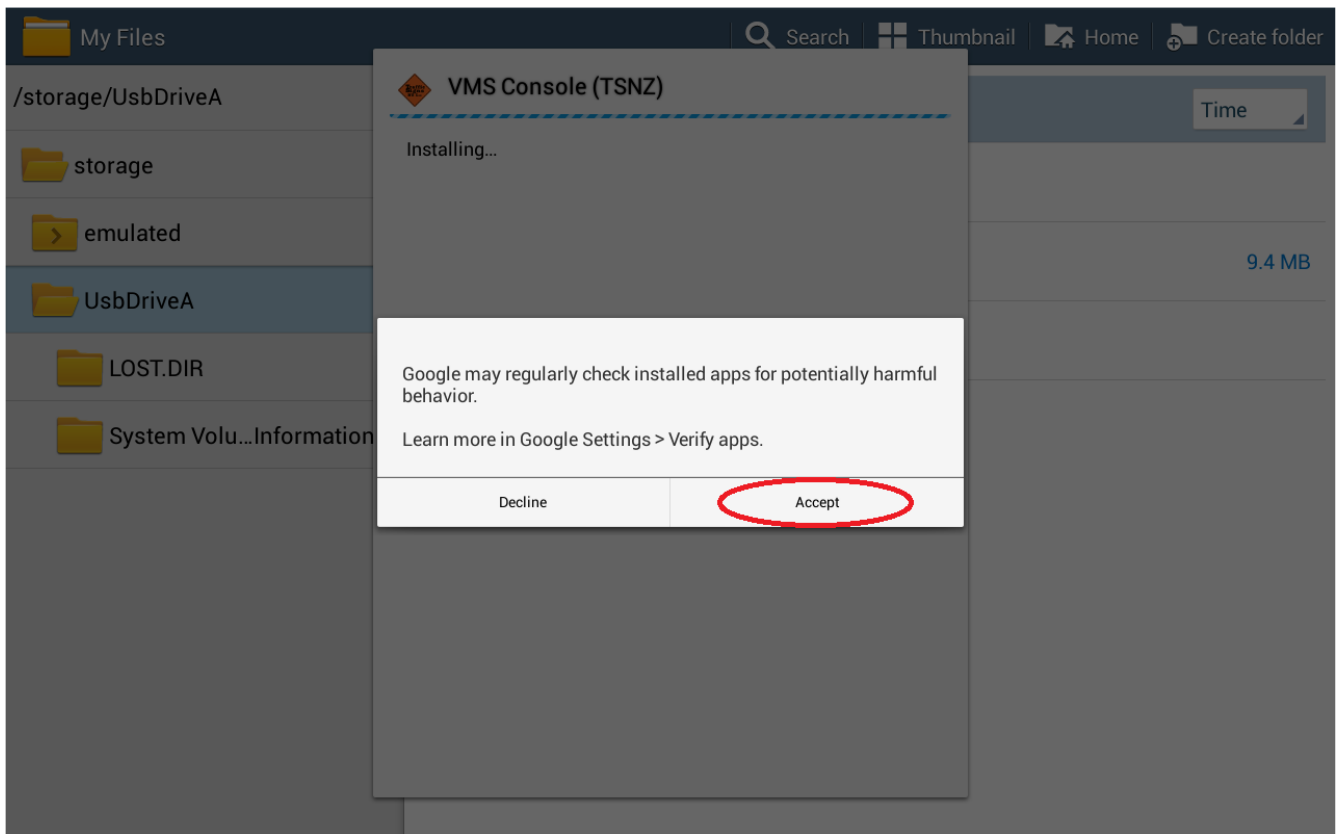 My Files
Search
Thumbnail
Home
Create folder
/storage/UsbDriveA
storage
emulated
UsbDriveA
LOST.DIR
System Volu...Information
VMS Console (TSNZ)
Installing...
Time
9.4 MB
Google may regularly check installed apps for potentially harmful
behavior.
Learn more in Google Settings > Verify apps.
Decline
Accept